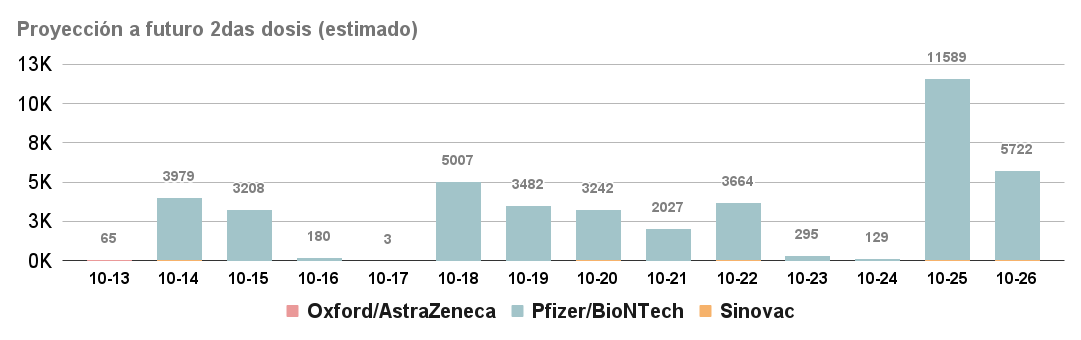 Proyección a futuro 2das dosis (estimado)
13K
10K
8K
5K
3K
0K
65
3979
3208
180
3
5007
3482
3242
2027
3664
295
129
11589
5722
10-13 10-14 10-15 10-16 10-17 10-18 10-19 10-20 10-21 10-22 10-23 10-24 10-25 10-26
Oxford/AstraZeneca Pfizer/BioNTech Sinovac